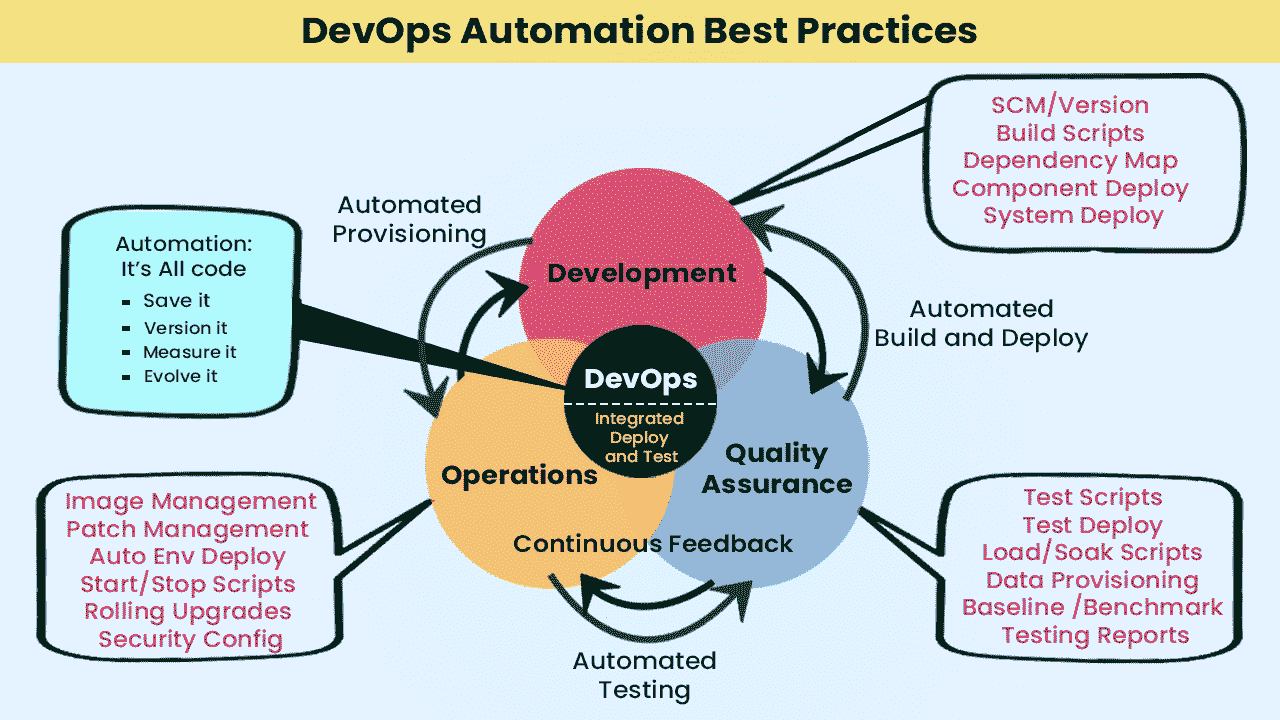 DevOps Automation Best Practices
SCM/Version
Build Scripts
Dependency Map
Component Deploy
System Deploy
Automated
Provisioning
Automation:
It's All code
▪ Save it
▪ Version it
▪ Measure it
▪ Evolve it
Development
Automated
Build and Deploy
DevOps
Integrated
Deploy
and Test
Operations
Quality
Assurance
Continuous Feedback
Image Management
Patch Management
Auto Env Deploy
Start/Stop Scripts
Rolling Upgrades
Security Config
Test Scripts
Test Deploy
Load/Soak Scripts
Data Provisioning
Baseline /Benchmark
Testing Reports
Automated
Testing